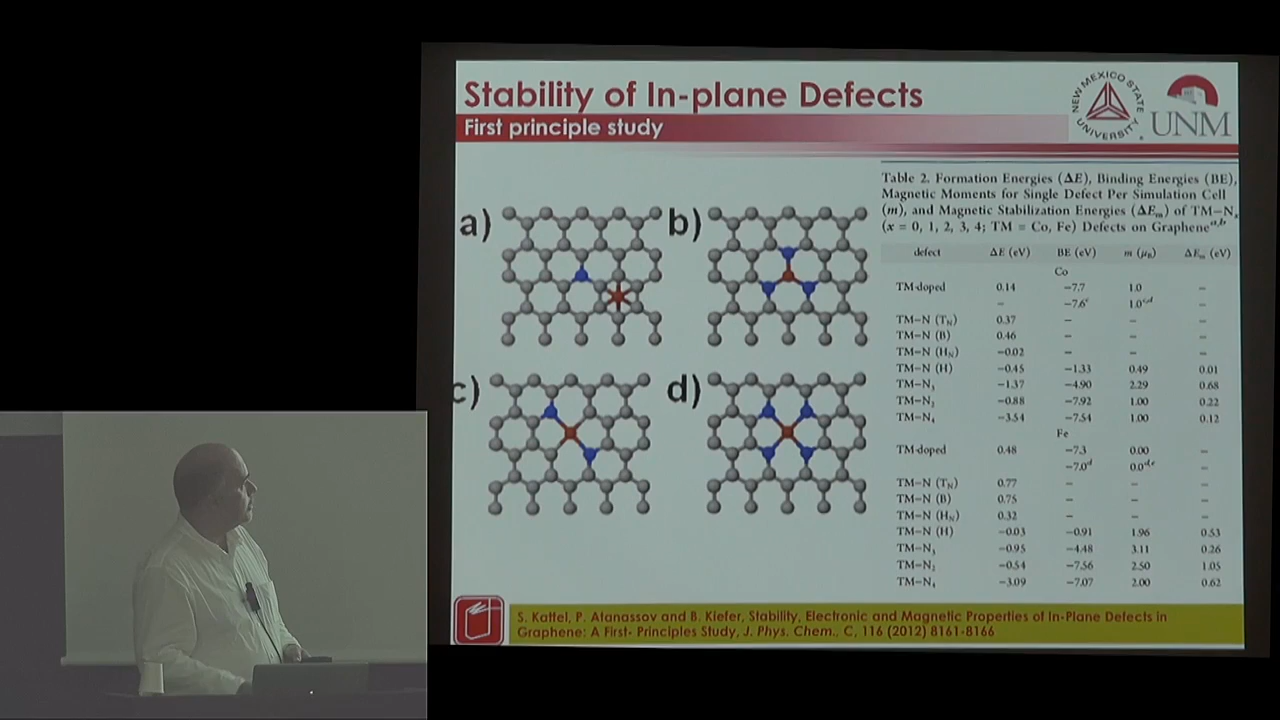 Stability of In-plane Defects
First principle study
NEW MEXICO STATE UNIVERSITY
UNM
a)
b)
c)
d)
Table 2. Formation Energies (ΔE), Binding Energies (BE),
Magnetic Moments for Single Defect Per Simulation Cell
(m), and Magnetic Stabilization Energies (ΔEm) of TM−Nx
(x = 0, 1, 2, 3, 4; TM = Co, Fe) Defects on Graphene a,b
defect ΔE (eV) BE (eV) m (μB) ΔEm (eV)
Co
TM-doped 0.14 −7.7 1.0 –
– −7.6c 1.0c,d –
TM−N (TN) 0.37 – – –
TM−N (B) 0.46 – – –
TM−N (HN) −0.02 – – –
TM−N (H) −0.45 −1.33 0.49 0.01
TM−N3 −1.37 −4.90 2.29 0.68
TM−N2 −0.88 −7.92 1.00 0.22
TM−N4 −3.54 −7.54 1.00 0.12
Fe
TM-doped 0.48 −7.3 0.00 –
−7.0d 0.0d,e –
TM−N (TN) 0.77 – – –
TM−N (B) 0.75 – – –
TM−N (HN) 0.32 – – –
TM−N (H) −0.03 −0.91 1.96 0.53
TM−N3 −0.95 −4.48 3.11 0.26
TM−N2 −0.54 −7.56 2.50 1.05
TM−N4 −3.09 −7.07 2.00 0.62
S. Kattel, P. Atanassov and B. Kiefer, Stability, Electronic and Magnetic Properties of In-Plane Defects in
Graphene: A First- Principles Study, J. Phys. Chem., C, 116 (2012) 8161-8166